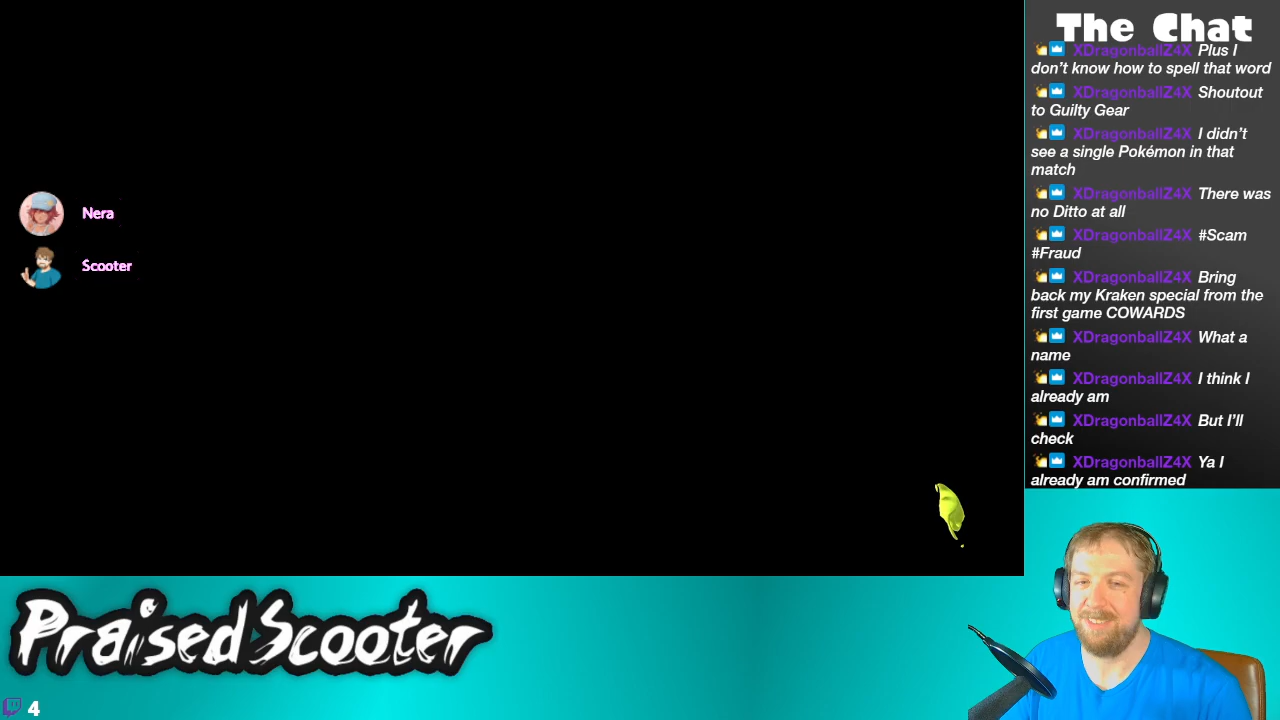 The Chat
XDragonballZ4X Plus I
don't know how to spell that word
XDragonballZ4X Shoutout
to Guilty Gear
XDragonballZ4X I didn't
see a single Pokémon in that
match
XDragonballZ4X There was
no Ditto at all
XDragonballZ4X #Scam
#Fraud
XDragonballZ4X Bring
back my Kraken special from the
first game COWARDS
XDragonballZ4X What a
name
XDragonballZ4X I think I
already am
XDragonballZ4X But I'll
check
XDragonballZ4X Ya I
already am confirmed
Nera
Scooter
PraisedScooter
4